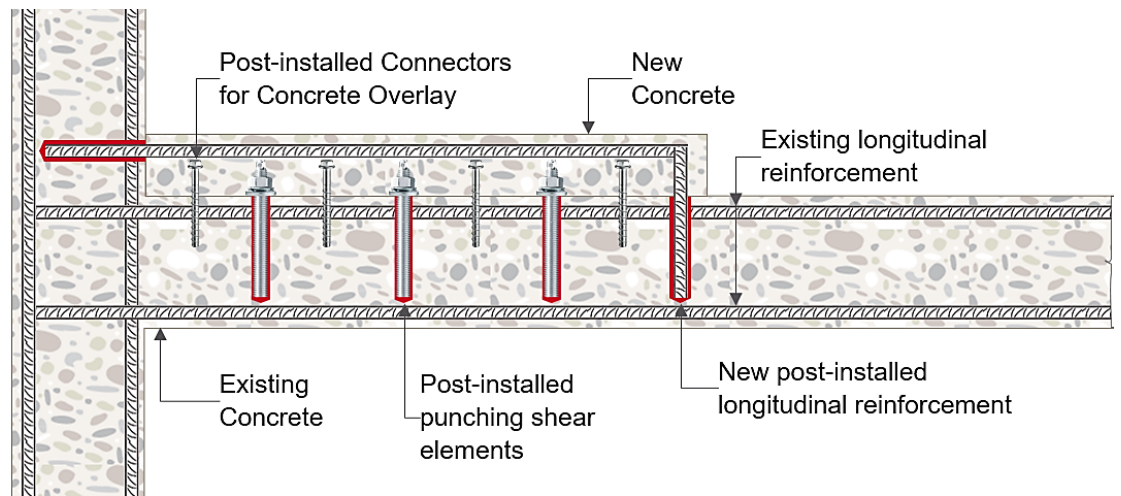 Post-installed Connectors
for Concrete Overlay
New
Concrete
Existing longitudinal
reinforcement
Existing
Concrete
Post-installed
punching shear
elements
New post-installed
longitudinal reinforcement